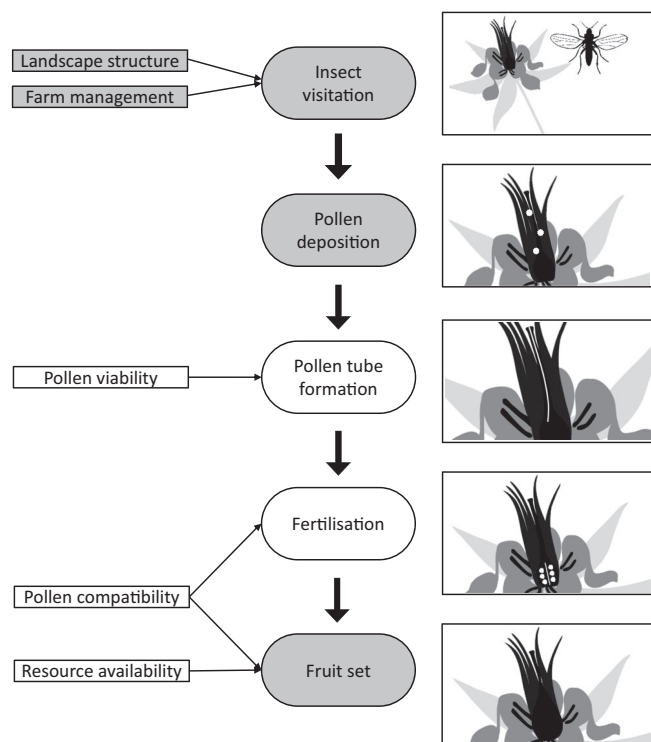 Landscape structure
Farm management
Insect
visitation
Pollen
deposition
Pollen viability
Pollen tube
formation
Fertilisation
Pollen compatibility
Resource availability
Fruit set